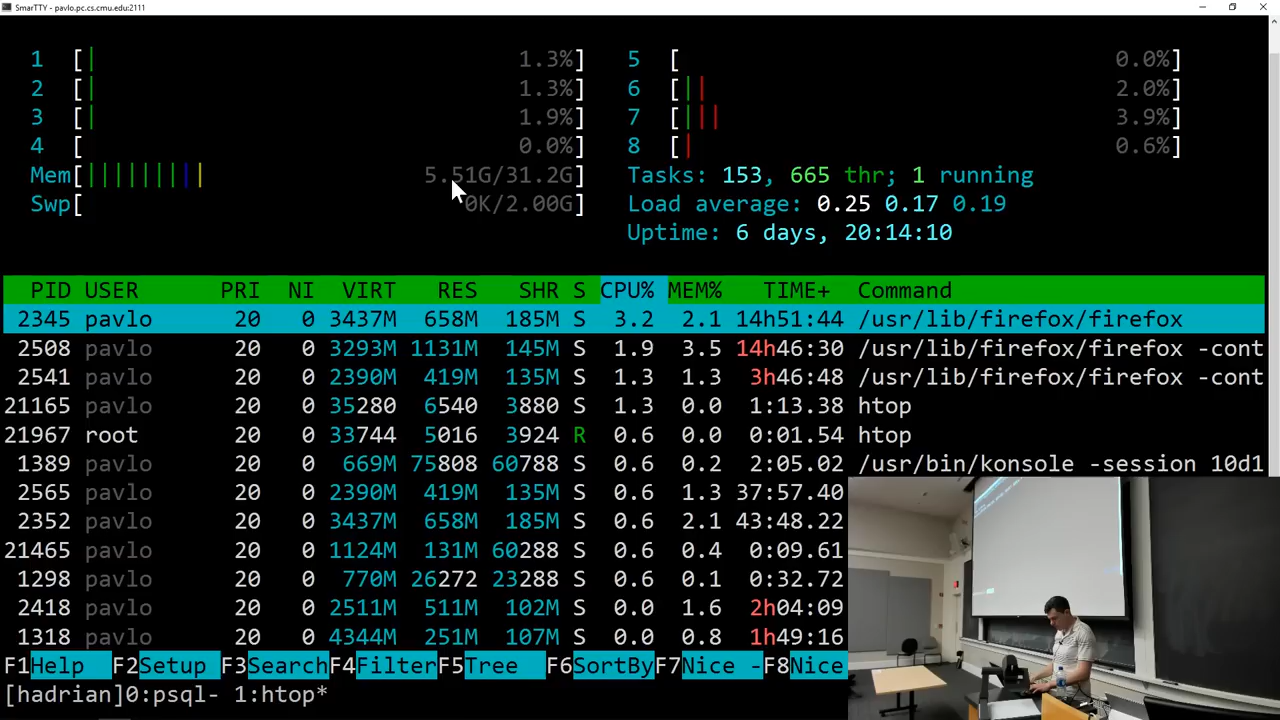 SmarTTY - pavlo.pc.cs.cmu.edu:2111
1 [| 1.3%] 5 [ 0.0%]
2 [| 1.3%] 6 [|| 2.0%]
3 [| 1.9%] 7 [||| 3.9%]
4 [ 0.0%] 8 [| 0.6%]
Mem[||||||||| 5.51G/31.2G] Tasks: 153, 665 thr; 1 running
Swp[ 0K/2.00G] Load average: 0.25 0.17 0.19
Uptime: 6 days, 20:14:10
PID USER PRI NI VIRT RES SHR S CPU% MEM% TIME+ Command
2345 pavlo 20 0 3437M 658M 185M S 3.2 2.1 14h51:44 /usr/lib/firefox/firefox
2508 pavlo 20 0 3293M 1131M 145M S 1.9 3.5 14h46:30 /usr/lib/firefox/firefox -cont
2541 pavlo 20 0 2390M 419M 135M S 1.3 1.3 3h46:48 /usr/lib/firefox/firefox -cont
21165 pavlo 20 0 35280 6540 3880 S 1.3 0.0 1:13.38 htop
21967 root 20 0 33744 5016 3924 R 0.6 0.0 0:01.54 htop
1389 pavlo 20 0 669M 75808 60788 S 0.6 0.2 2:05.02 /usr/bin/konsole -session 10d1
2565 pavlo 20 0 2390M 419M 135M S 0.6 1.3 37:57.40
2352 pavlo 20 0 3437M 658M 185M S 0.6 2.1 43:48.22
21465 pavlo 20 0 1124M 131M 60288 S 0.6 0.4 0:09.61
1298 pavlo 20 0 770M 26272 23288 S 0.6 0.1 0:32.72
2418 pavlo 20 0 2511M 511M 102M S 0.0 1.6 2h04:09
1318 pavlo 20 0 4344M 251M 107M S 0.0 0.8 1h49:16
F1Help F2Setup F3SearchF4FilterF5Tree F6SortByF7Nice -F8Nice
[hadrian]0:psql- 1:htop*